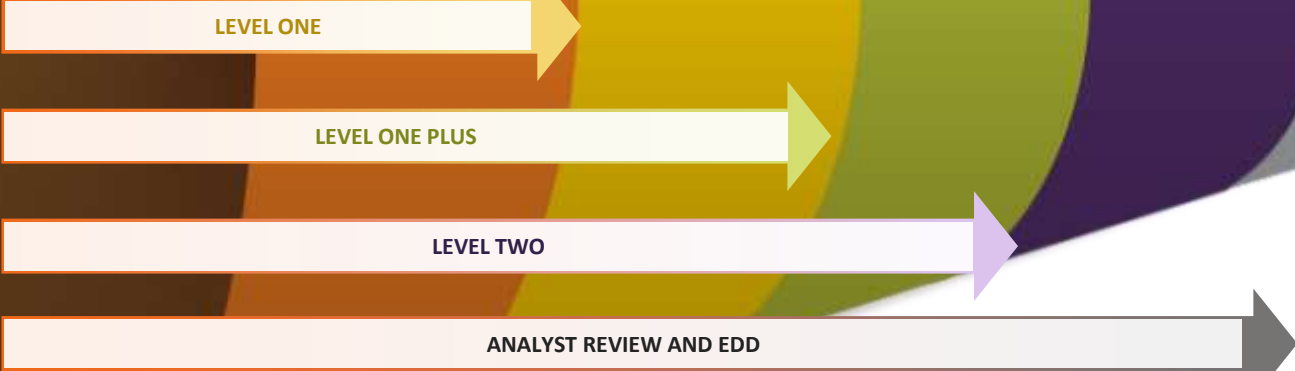 LEVEL ONE
LEVEL ONE PLUS
LEVEL TWO
ANALYST REVIEW AND EDD